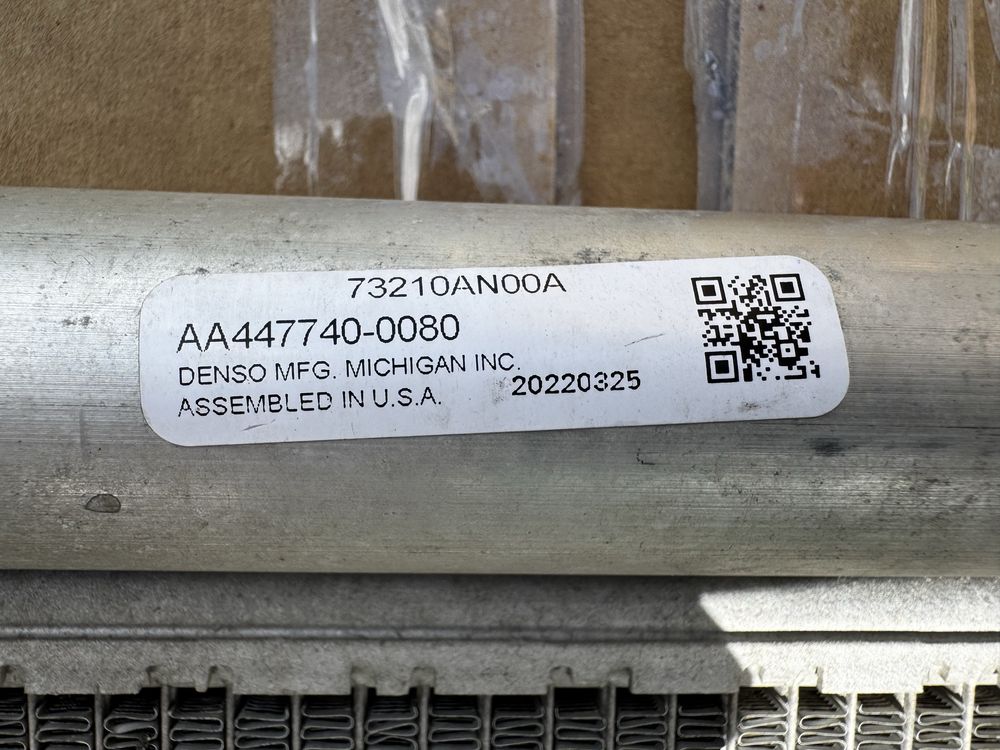 73210AN00A
AA447740-0080
DENSO MFG. MICHIGAN INC.
ASSEMBLED IN U.S.A.
20220325